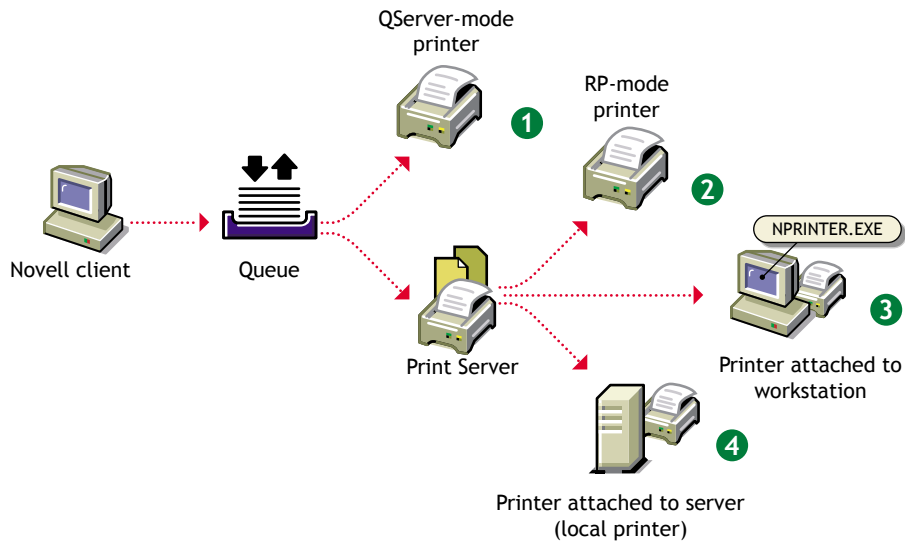 QServer-mode
printer
1
RP-mode
printer
2
Novell client
Queue
Print Server
NPRINTER.EXE
3
Printer attached to
workstation
4
Printer attached to server
(local printer)